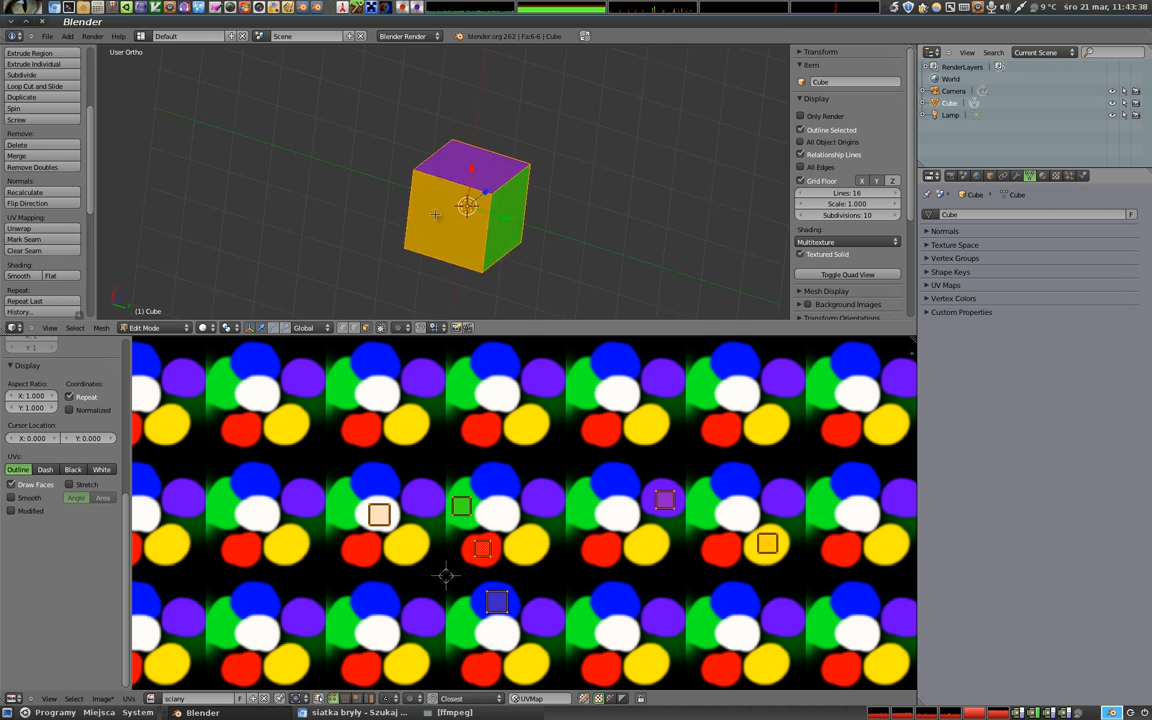 9 °C śro 21 mar, 11:43:38
Blender
File Add Render Help Default Scene Blender Render blender.org 262 | Fa:6-6 | Cube
Extrude Region
Extrude Individual
Subdivide
Loop Cut and Slide
Duplicate
Spin
Screw
Remove:
Delete
Merge
Remove Doubles
Normals:
Recalculate
Flip Direction
UV Mapping:
Unwrap
Mark Seam
Clear Seam
Shading:
Smooth Flat
Repeat:
Repeat Last
History...
User Ortho
(1) Cube
Transform
Item
Cube
Display
Only Render
Outline Selected
All Object Origins
Relationship Lines
All Edges
Grid Floor X Y Z
Lines: 16
Scale: 1.000
Subdivisions: 10
Shading:
Multitexture
Textured Solid
Toggle Quad View
Mesh Display
Background Images
Transform Orientations
View Search Current Scene
RenderLayers
World
Camera
Cube
Lamp
Cube Cube
Cube F
Normals
Texture Space
Vertex Groups
Shape Keys
UV Maps
Vertex Colors
Custom Properties
View Select Mesh Edit Mode Global
Y: 1
Display
Aspect Ratio: Coordinates:
X: 1.000 Repeat
Y: 1.000 Normalized
Cursor Location:
X: 0.000 Y: 0.000
UVs:
Outline Dash Black White
Draw Faces Stretch
Smooth Angle Area
Modified
View Select Image* UVs sciany F Closest UVMap
Programy Miejsca System Blender siatka bryły - Szukaj ... [ffmpeg]